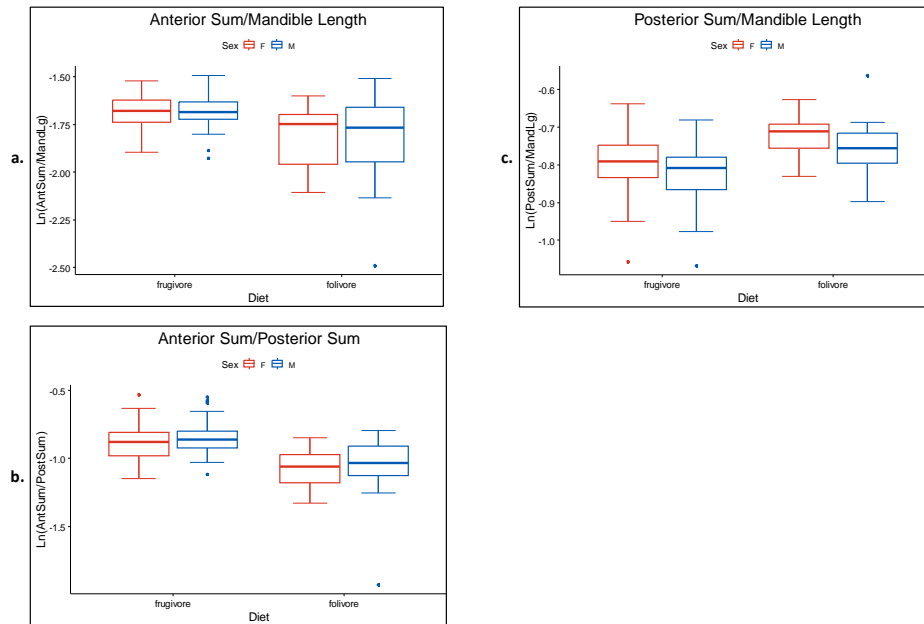 Anterior Sum/Mandible Length
Sex F M
-1.50
-1.75
-2.00
-2.25
-2.50
Ln(AntSum/MandLg)
frugivore folivore
Diet
a.
Posterior Sum/Mandible Length
Sex F M
-0.6
-0.7
-0.8
-0.9
-1.0
Ln(PostSum/MandLg)
frugivore folivore
Diet
c.
Anterior Sum/Posterior Sum
Sex F M
-0.5
-1.0
-1.5
Ln(AntSum/PostSum)
frugivore folivore
Diet
b.